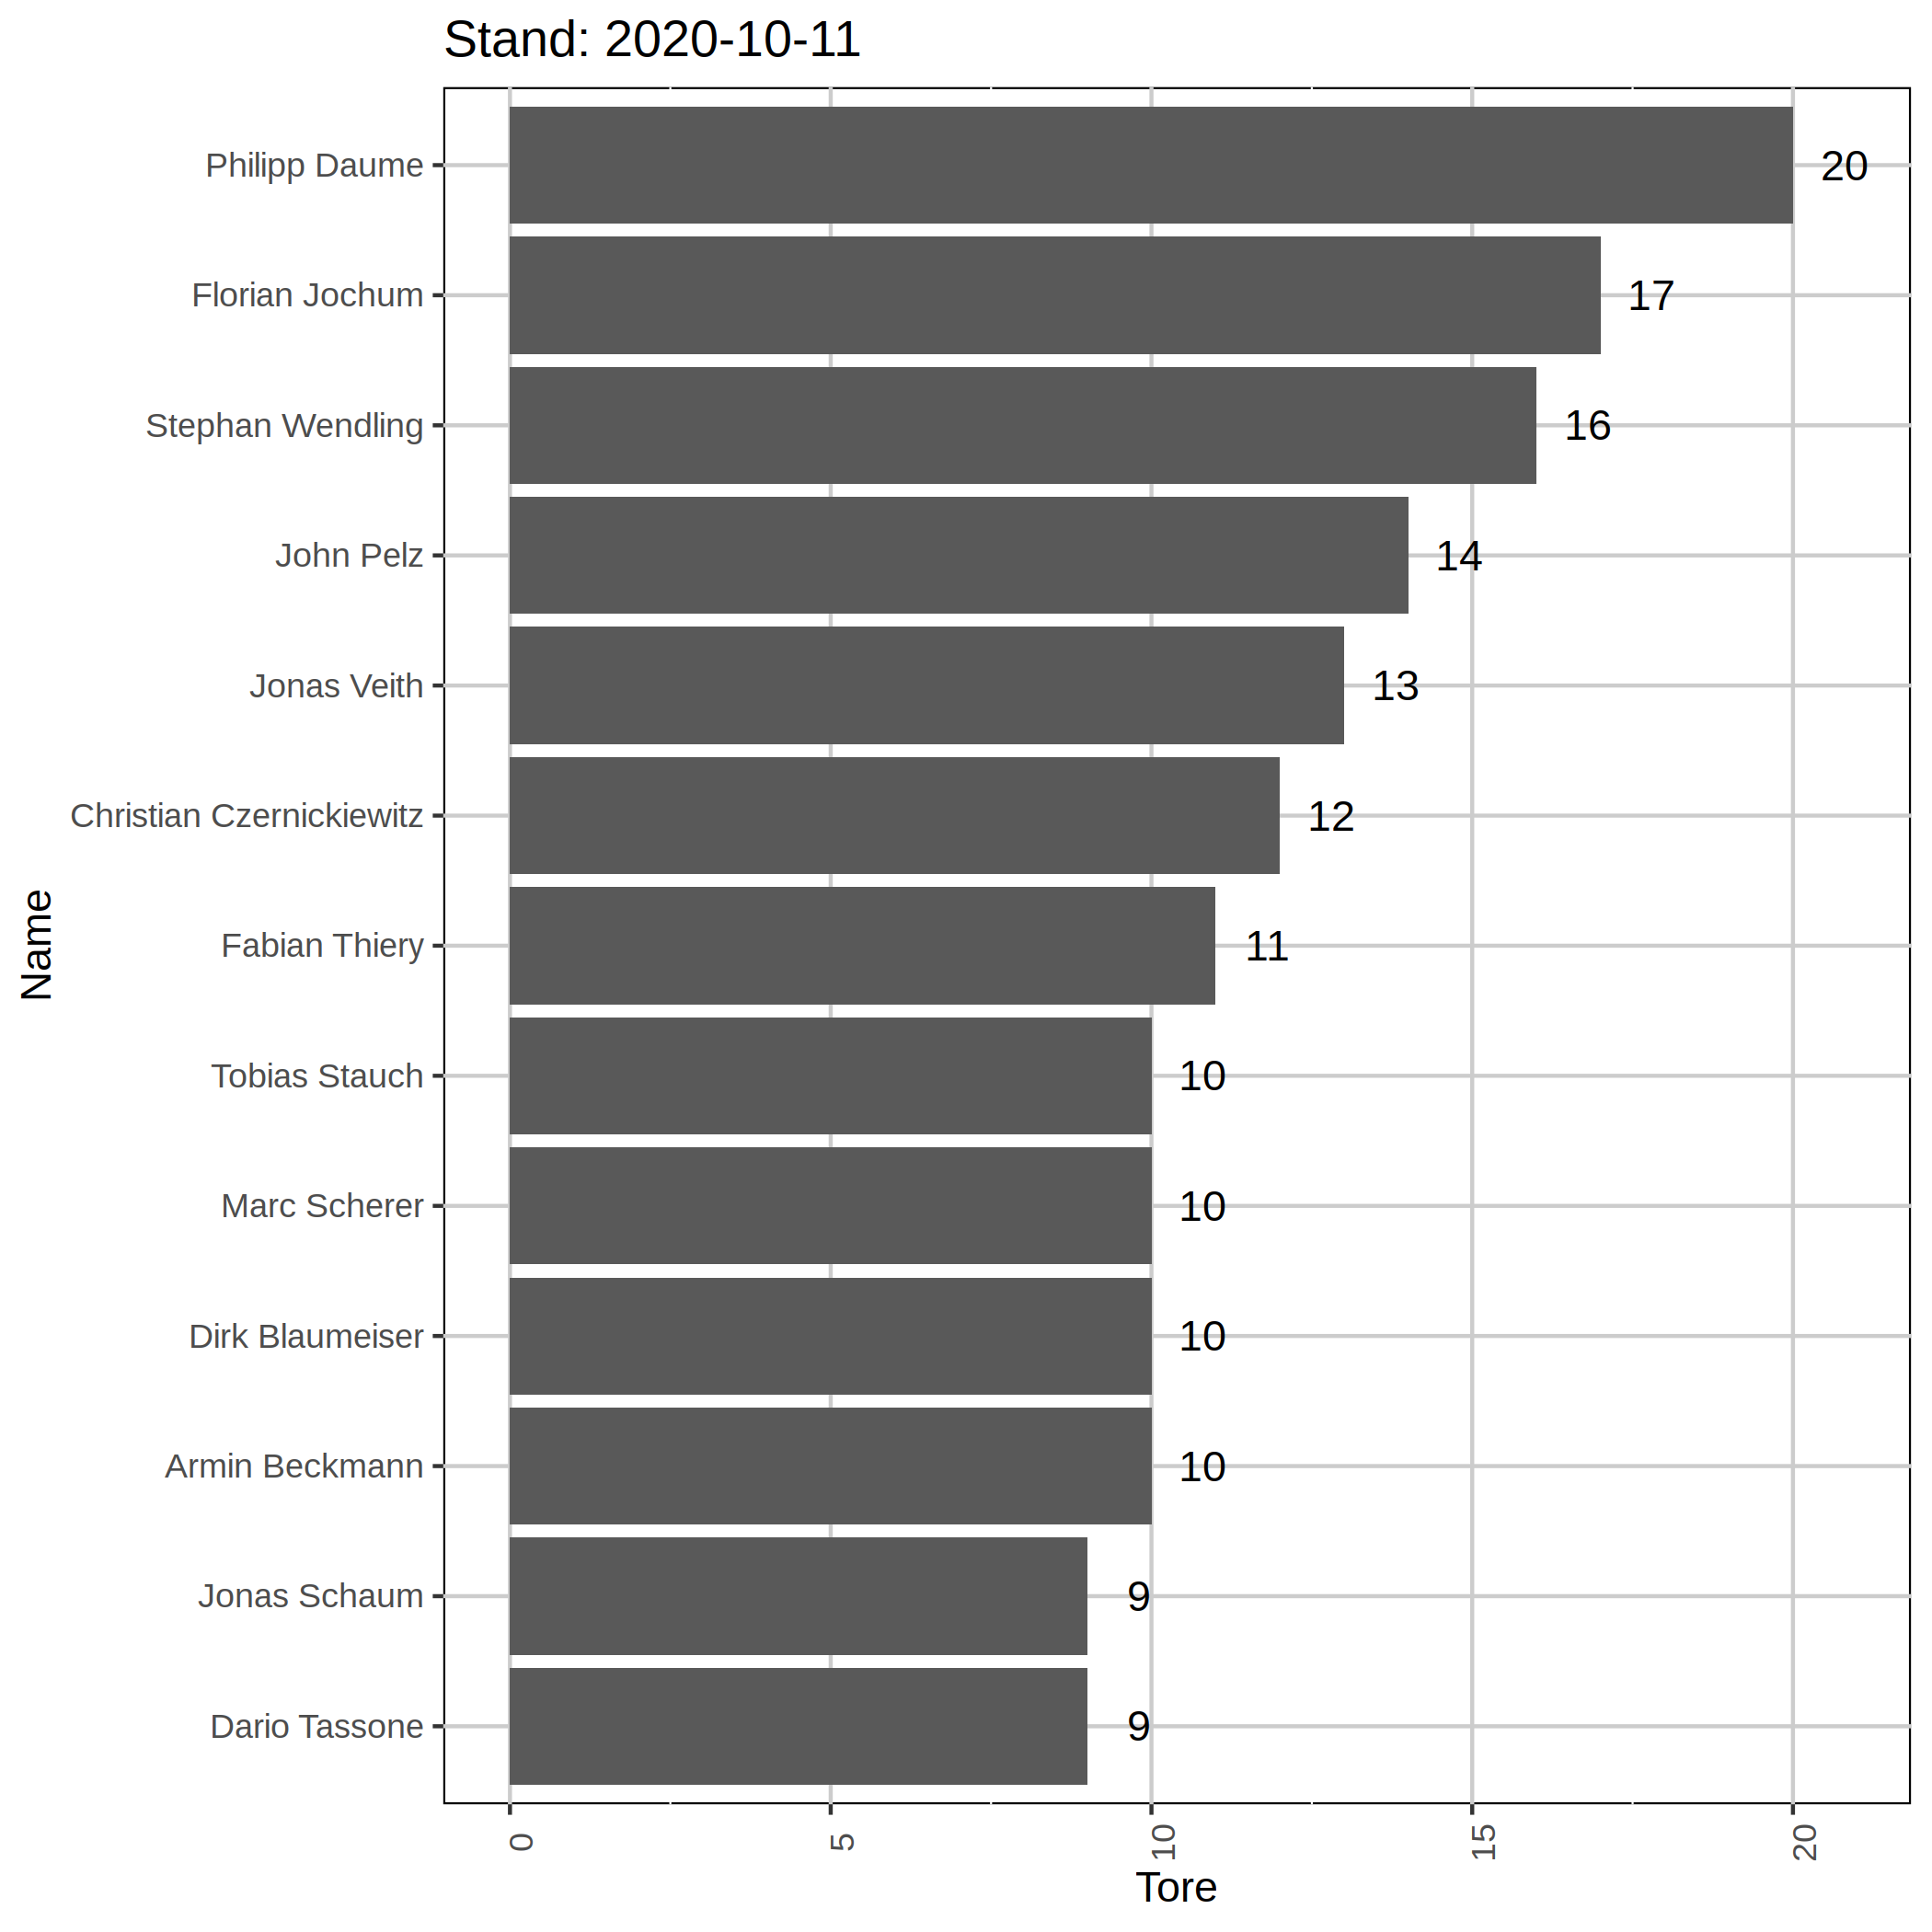 Stand: 2020-10-11
Name
Philipp Daume 20
Florian Jochum 17
Stephan Wendling 16
John Pelz 14
Jonas Veith 13
Christian Czernickiewitz 12
Fabian Thiery 11
Tobias Stauch 10
Marc Scherer 10
Dirk Blaumeiser 10
Armin Beckmann 10
Jonas Schaum 9
Dario Tassone 9
0 5 10 15 20
Tore